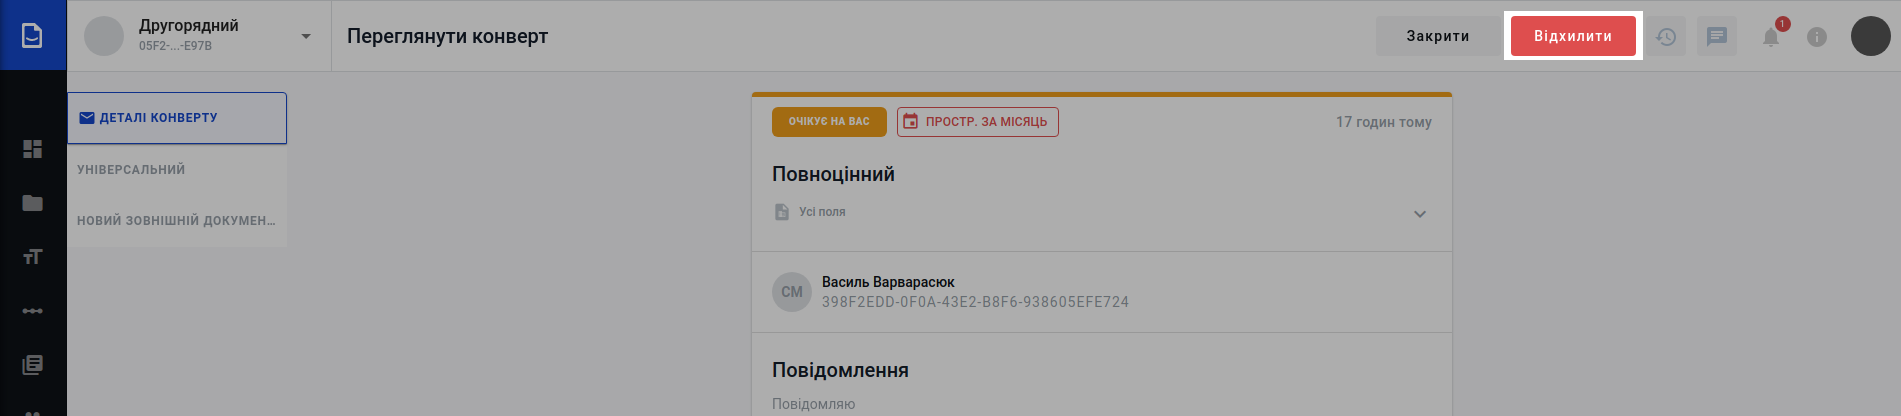 Другорядний
05F2-...-E97B
Переглянути конверт
Закрити
Відхилити
1
ДЕТАЛІ КОНВЕРТУ
УНІВЕРСАЛЬНИЙ
НОВИЙ ЗОВНІШНІЙ ДОКУМЕН...
ОЧІКУЄ НА ВАС
ПРОСТР. ЗА МІСЯЦЬ
17 годин тому
Повноцінний
Усі поля
СМ
Василь Варварасюк
398F2EDD-0F0A-43E2-B8F6-938605EFE724
Повідомлення
Повідомляю